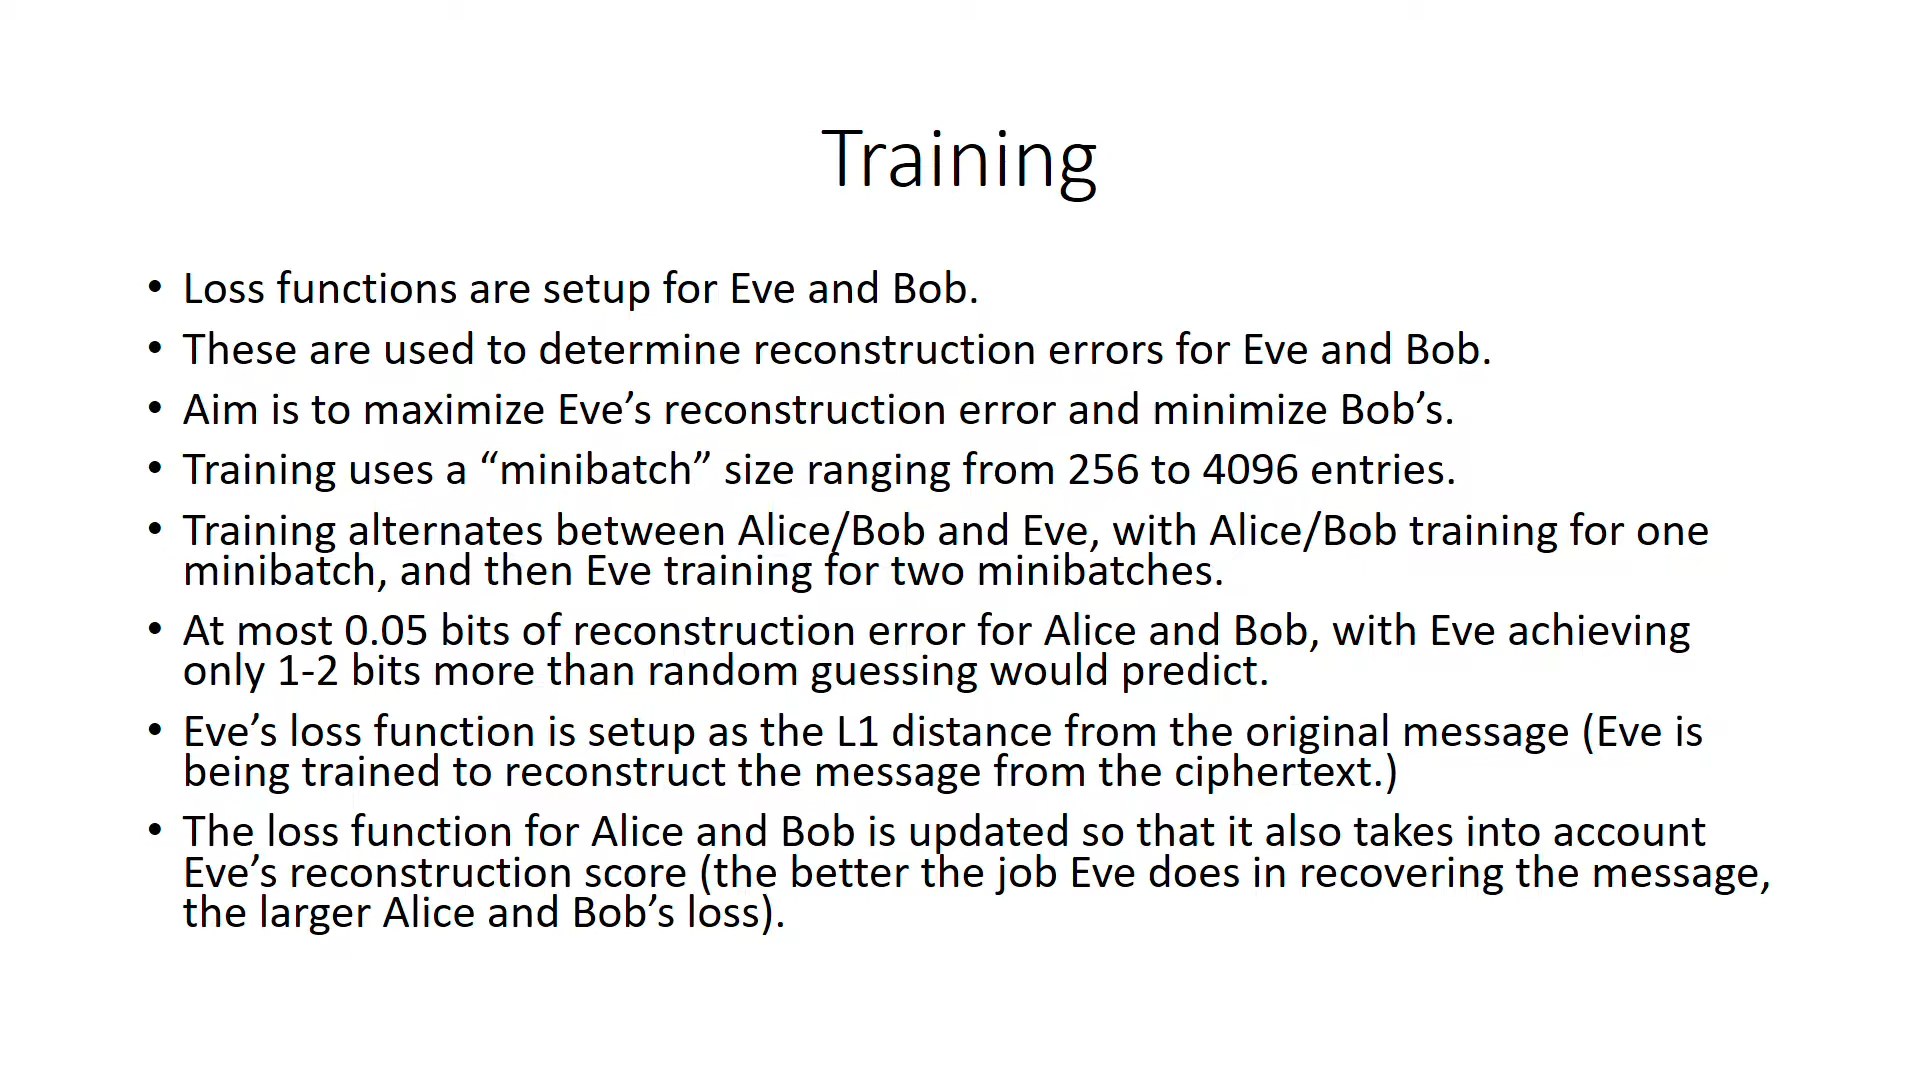 Training
• Loss functions are setup for Eve and Bob.
• These are used to determine reconstruction errors for Eve and Bob.
• Aim is to maximize Eve’s reconstruction error and minimize Bob’s.
• Training uses a “minibatch” size ranging from 256 to 4096 entries.
• Training alternates between Alice/Bob and Eve, with Alice/Bob training for one
minibatch, and then Eve training for two minibatches.
• At most 0.05 bits of reconstruction error for Alice and Bob, with Eve achieving
only 1-2 bits more than random guessing would predict.
• Eve’s loss function is setup as the L1 distance from the original message (Eve is
being trained to reconstruct the message from the ciphertext.)
• The loss function for Alice and Bob is updated so that it also takes into account
Eve’s reconstruction score (the better the job Eve does in recovering the message,
the larger Alice and Bob’s loss).